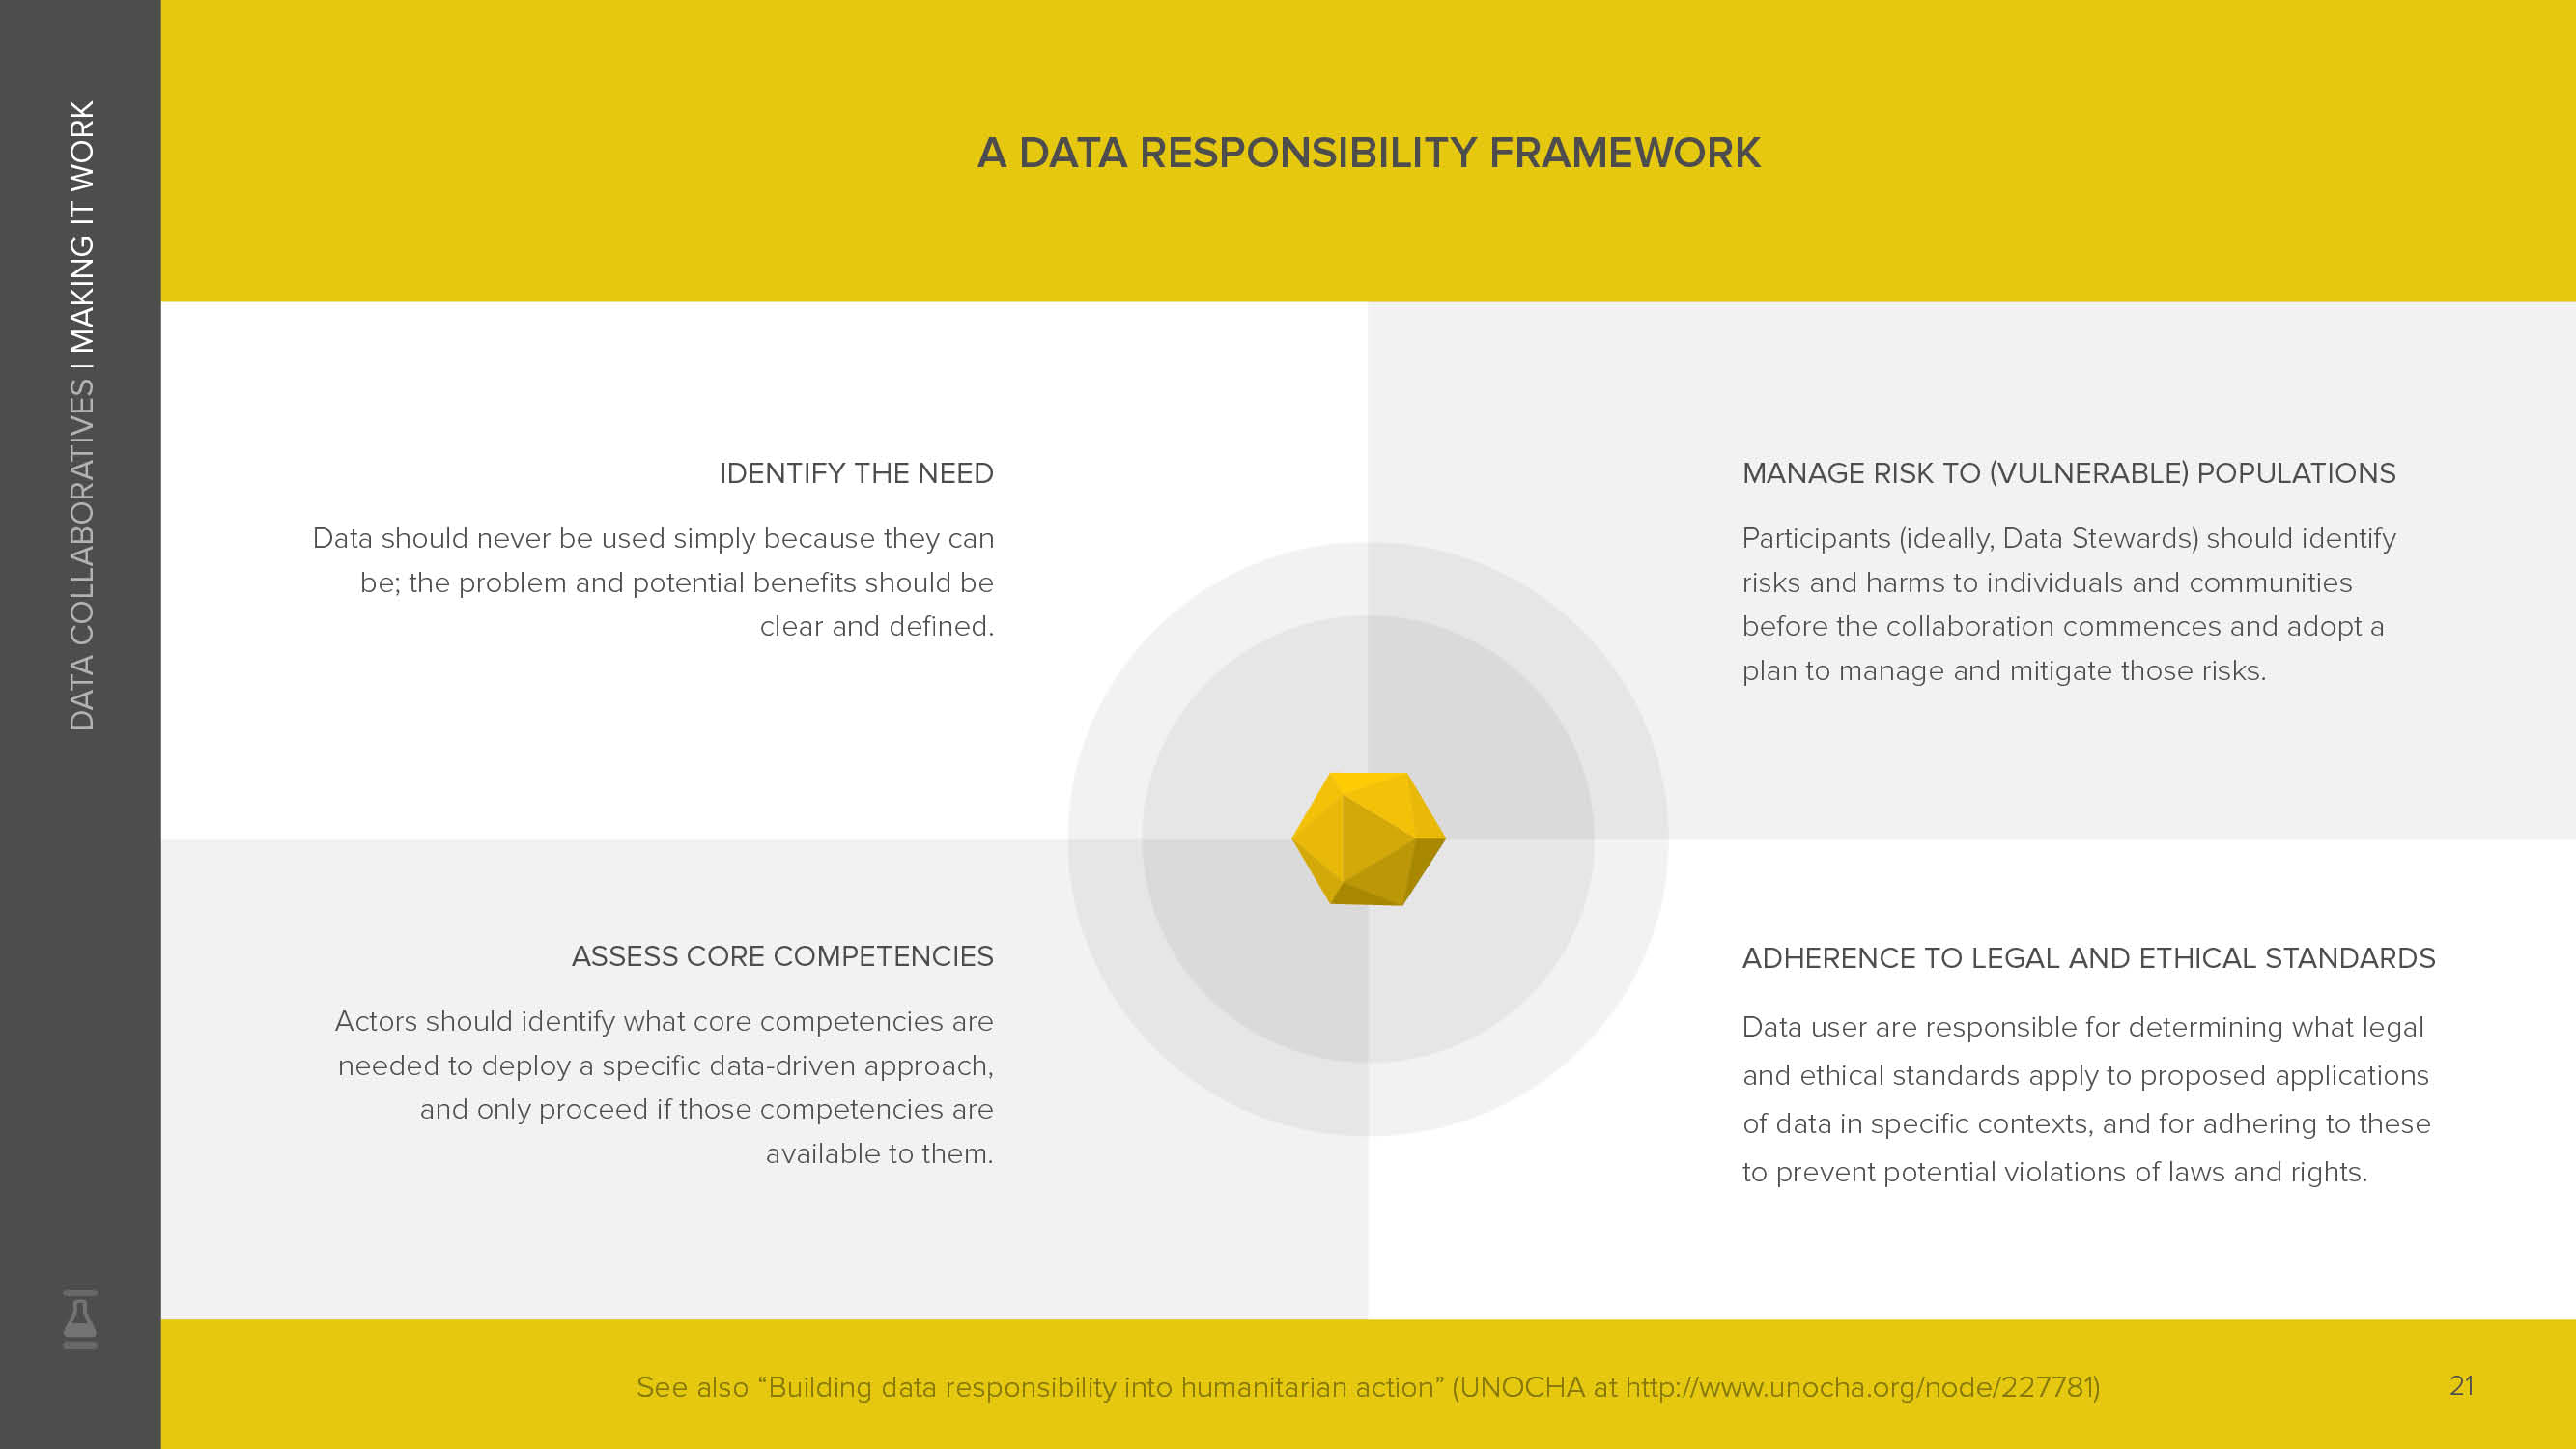 DATA COLLABORATIVES | MAKING IT WORK
A DATA RESPONSIBILITY FRAMEWORK
IDENTIFY THE NEED
Data should never be used simply because they can
be; the problem and potential benefits should be
clear and defined.
MANAGE RISK TO (VULNERABLE) POPULATIONS
Participants (ideally, Data Stewards) should identify
risks and harms to individuals and communities
before the collaboration commences and adopt a
plan to manage and mitigate those risks.
ASSESS CORE COMPETENCIES
Actors should identify what core competencies are
needed to deploy a specific data-driven approach,
and only proceed if those competencies are
available to them.
ADHERENCE TO LEGAL AND ETHICAL STANDARDS
Data user are responsible for determining what legal
and ethical standards apply to proposed applications
of data in specific contexts, and for adhering to these
to prevent potential violations of laws and rights.
See also “Building data responsibility into humanitarian action” (UNOCHA at http://www.unocha.org/node/227781)
21